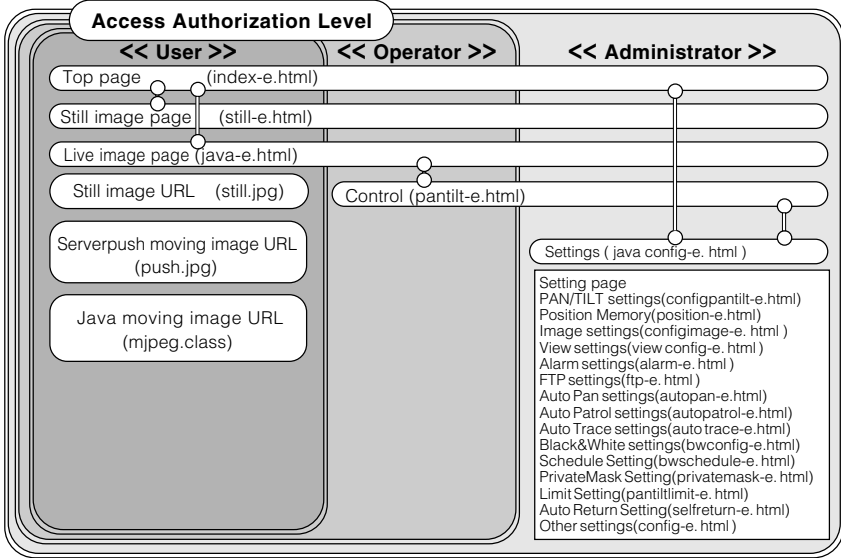 Access Authorization Level
<< User >>
<< Operator >>
<< Administrator >>
Top page (index-e.html)
Still image page (still-e.html)
Live image page (java-e.html)
Still image URL (still.jpg)
Control (pantilt-e.html)
Serverpush moving image URL
(push.jpg)
Settings ( java config-e. html )
Java moving image URL
(mjpeg.class)
Setting page
PAN/TILT settings(configpantilt-e.html)
Position Memory(position-e.html)
Image settings(configimage-e. html )
View settings(view config-e. html )
Alarm settings(alarm-e. html )
FTP settings(ftp-e. html )
Auto Pan settings(autopan-e.html)
Auto Patrol settings(autopatrol-e.html)
Auto Trace settings(auto trace-e.html)
Black&White settings(bwconfig-e.html)
Schedule Setting(bwschedule-e. html)
PrivateMask Setting(privatemask-e. html)
Limit Setting(pantiltlimit-e. html)
Auto Return Setting(selfreturn-e. html)
Other settings(config-e. html )